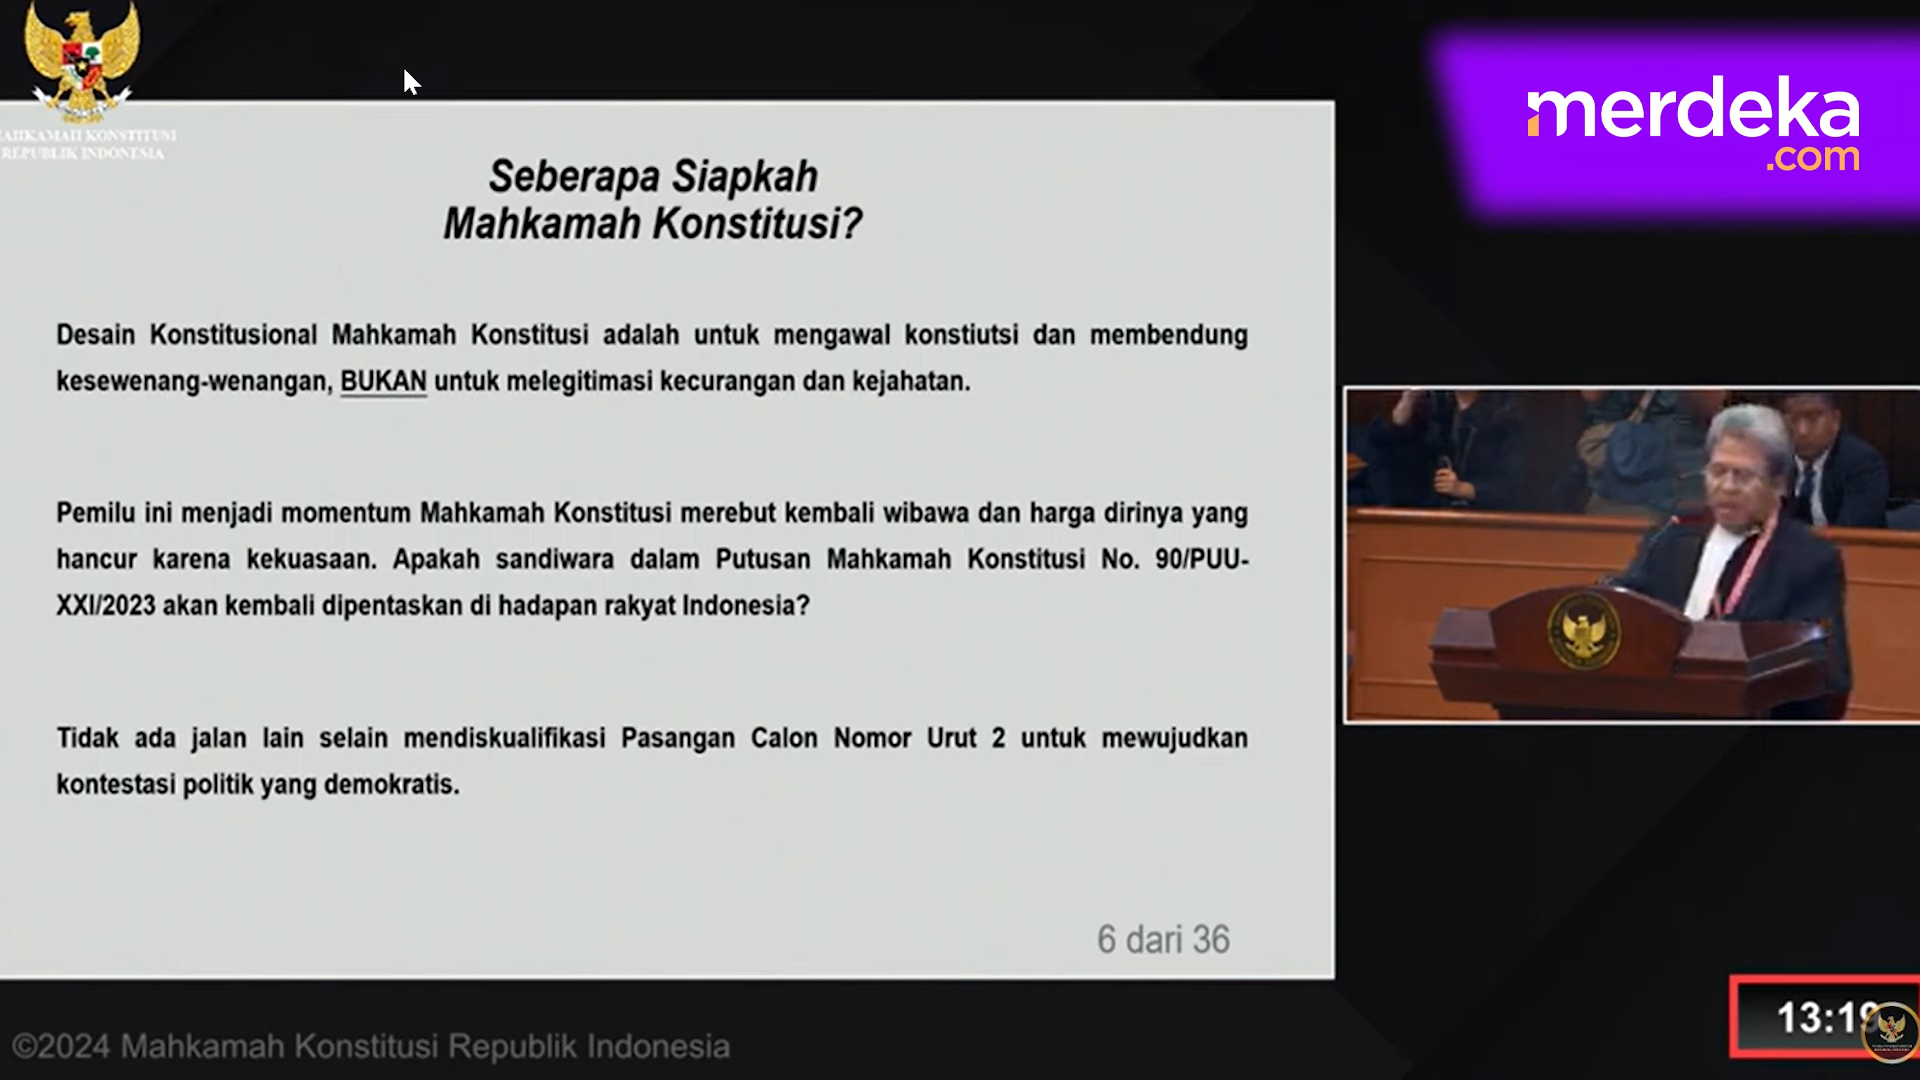 MAHKAMAH KONSTITUSI
REPUBLIK INDONESIA
merdeka
.com
Seberapa Siapkah
Mahkamah Konstitusi?
Desain Konstitusional Mahkamah Konstitusi adalah untuk mengawal konstiutsi dan membendung
kesewenang-wenangan, BUKAN untuk melegitimasi kecurangan dan kejahatan.
Pemilu ini menjadi momentum Mahkamah Konstitusi merebut kembali wibawa dan harga dirinya yang
hancur karena kekuasaan. Apakah sandiwara dalam Putusan Mahkamah Konstitusi No. 90/PUU-
XXI/2023 akan kembali dipentaskan di hadapan rakyat Indonesia?
Tidak ada jalan lain selain mendiskualifikasi Pasangan Calon Nomor Urut 2 untuk mewujudkan
kontestasi politik yang demokratis.
6 dari 36
13:19
©2024 Mahkamah Konstitusi Republik Indonesia